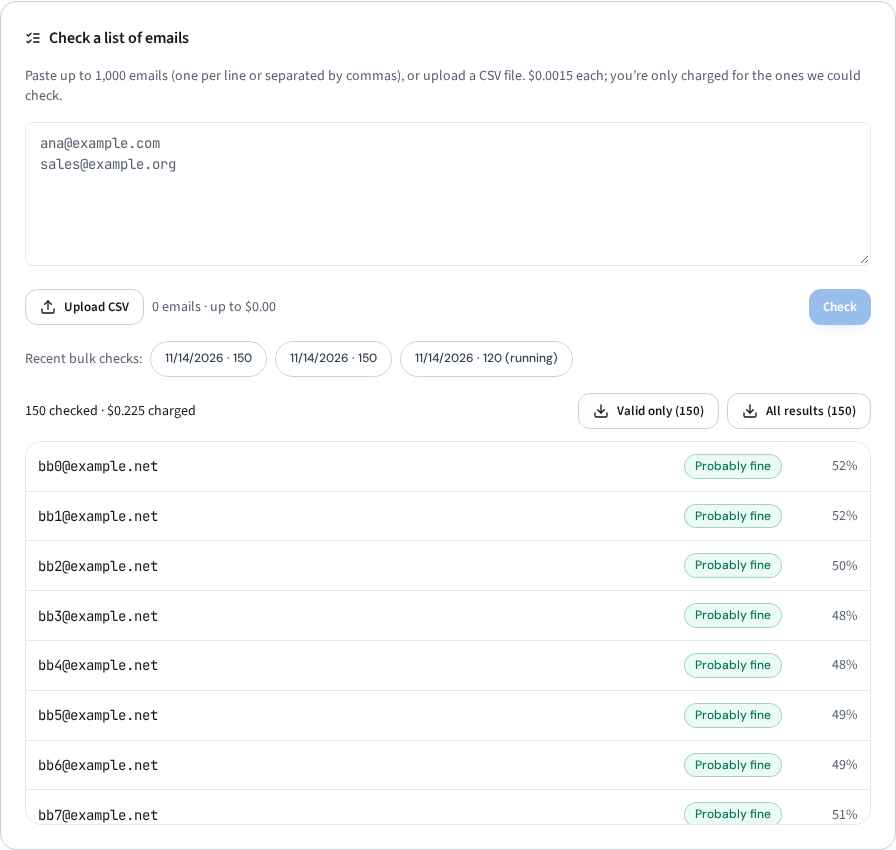 Check a list of emails
Paste up to 1,000 emails (one per line or separated by commas), or upload a CSV file. $0.0015 each; you’re only charged for the ones we could
check.
ana@example.com
sales@example.org
Upload CSV
0 emails · up to $0.00
Check
Recent bulk checks:
11/14/2026 · 150
11/14/2026 · 150
11/14/2026 · 120 (running)
150 checked · $0.225 charged
Valid only (150)
All results (150)
bb0@example.net Probably fine 52%
bb1@example.net Probably fine 52%
bb2@example.net Probably fine 50%
bb3@example.net Probably fine 48%
bb4@example.net Probably fine 48%
bb5@example.net Probably fine 49%
bb6@example.net Probably fine 49%
bb7@example.net Probably fine 51%